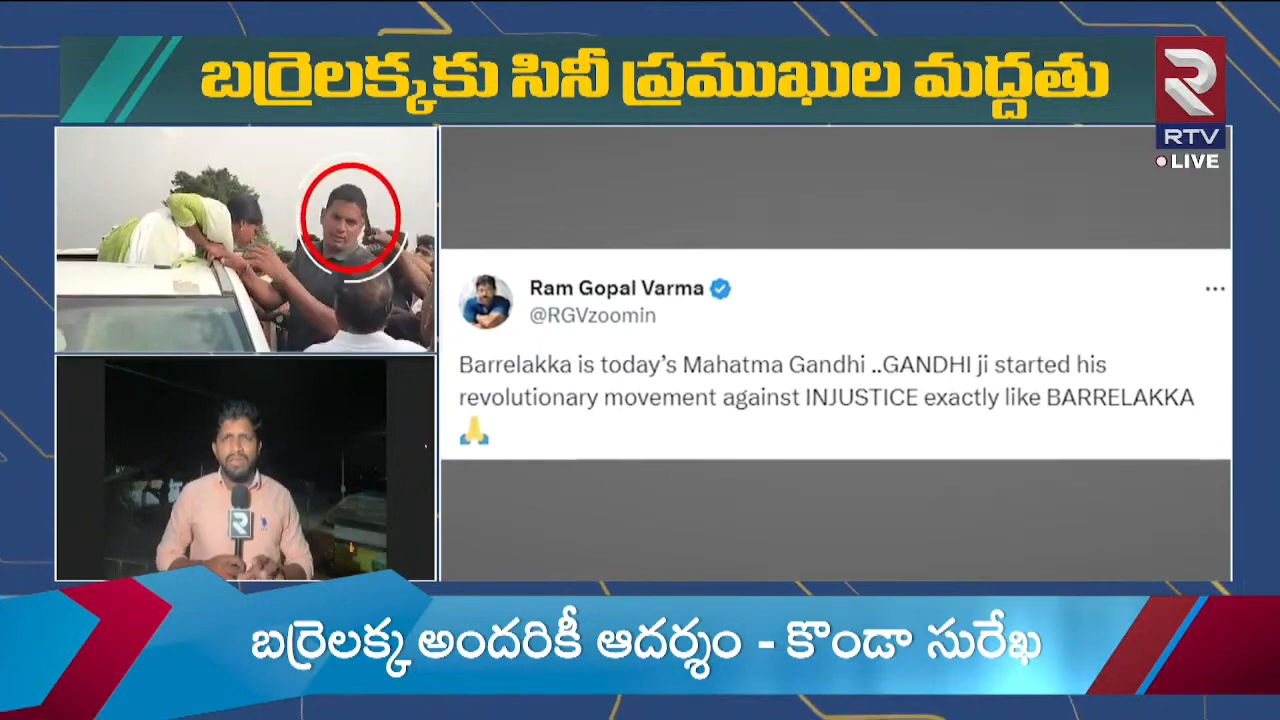 బర్రెలక్కకు సినీ ప్రముఖుల మద్దతు
R
RTV
LIVE
Ram Gopal Varma
@RGVzoomin
Barrelakka is today’s Mahatma Gandhi ..GANDHI ji started his
revolutionary movement against INJUSTICE exactly like BARRELAKKA
🙏
R
బర్రెలక్క అందరికీ ఆదర్శం - కొండా సురేఖ